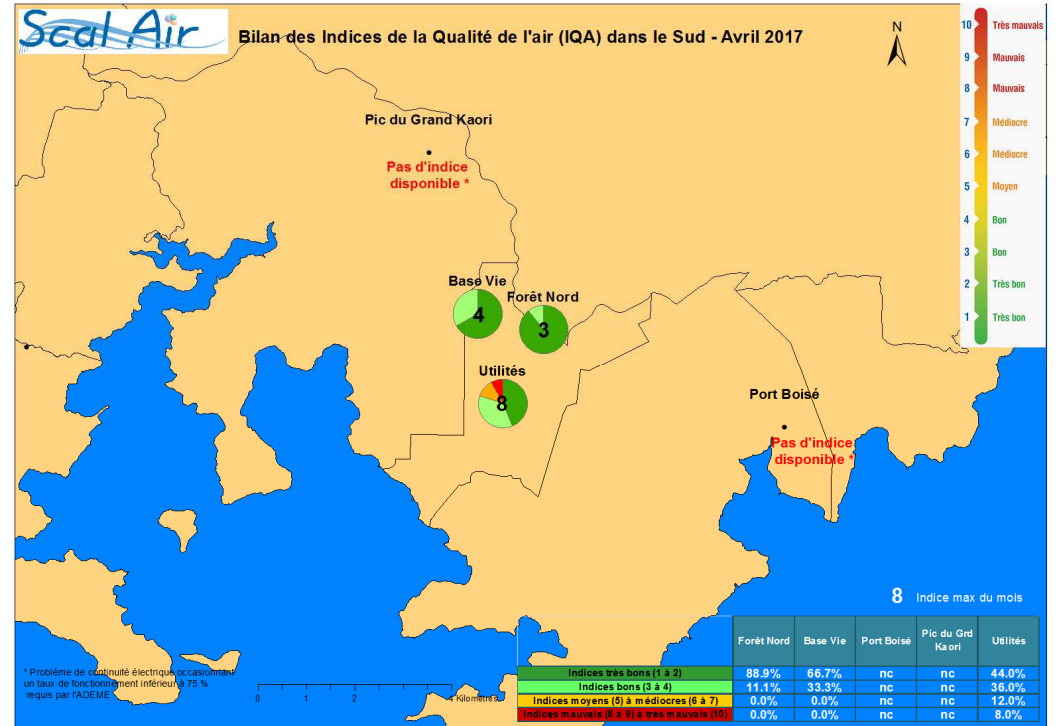 Scal Air
Bilan des Indices de la Qualité de l'air (IQA) dans le Sud - Avril 2017
N
10 Très mauvais
9 Mauvais
8 Mauvais
7 Médiocre
6 Médiocre
5 Moyen
4 Bon
3 Bon
2 Très bon
1 Très bon
Pic du Grand Kaori
Pas d'indice
disponible *
Base Vie
4
Forêt Nord
3
Utilités
8
Port Boisé
Pas d'indice
disponible *
8 Indice max du mois
* Problème de continuité électrique occasionnant
un taux de fonctionnement inférieur à 75 %
requis par l'ADEME
0 2 4 Kilomètres
Forêt Nord Base Vie Port Boisé Pic du Grd Utilités
Kaori
Indices très bons (1 à 2) 88.9% 66.7% nc nc 44.0%
Indices bons (3 à 4) 11.1% 33.3% nc nc 36.0%
Indices moyens (5) à médiocres (6 à 7) 0.0% 0.0% nc nc 12.0%
Indices mauvais (8 à 9) à très mauvais (10) 0.0% 0.0% nc nc 8.0%